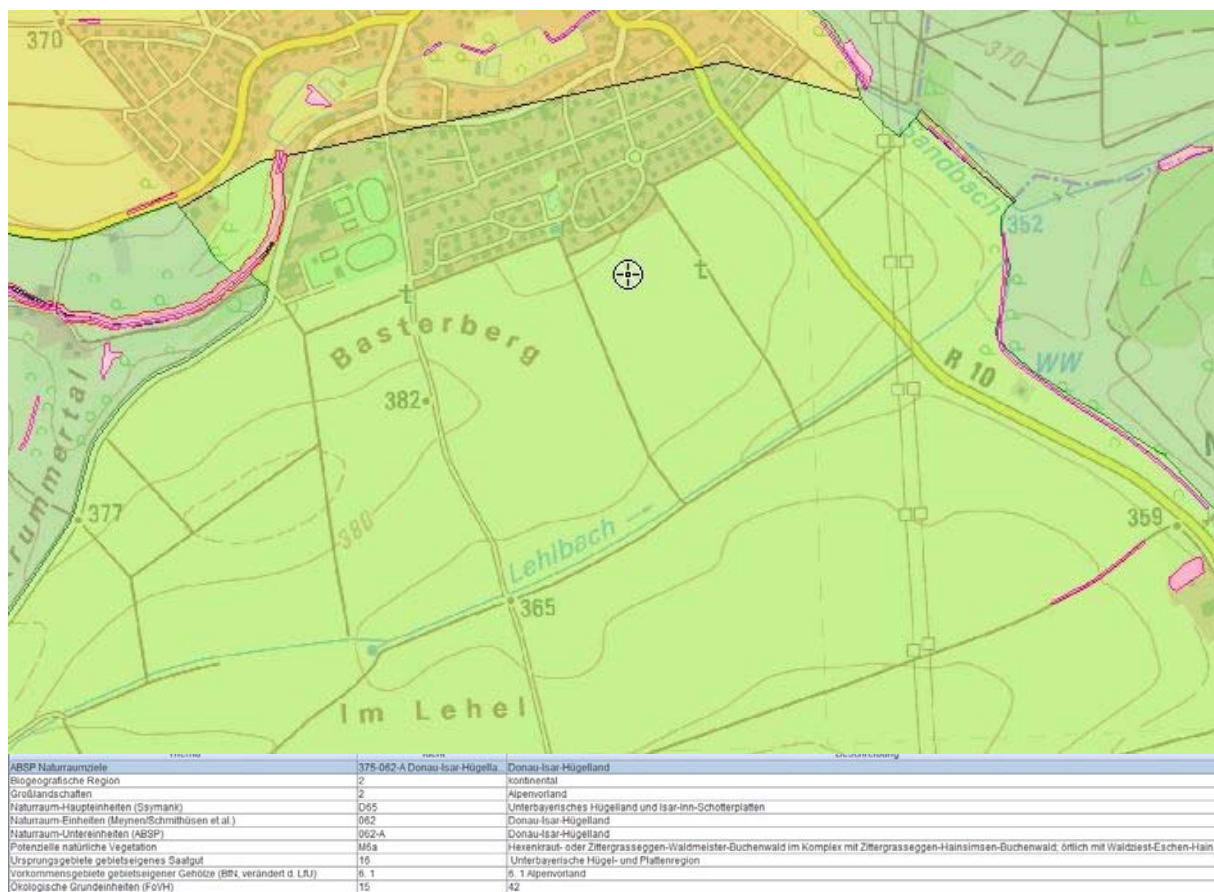 370
370
Sandbach
352
Basterberg
R 10
WW
382
Krummertal
377
380
Lehlbach
359
365
Im Lehel
ABSP Naturraumziele 375-062-A Donau-Isar-Hügella... Donau-Isar-Hügelland
Biogeografische Region 2 kontinental
Großlandschaften 2 Alpenvorland
Naturraum-Haupteinheiten (Ssymank) D65 Unterbayerisches Hügelland und Isar-Inn-Schotterplatten
Naturraum-Einheiten (Meynen/Schmithüsen et al.) 062 Donau-Isar-Hügelland
Naturraum-Untereinheiten (ABSP) 062-A Donau-Isar-Hügelland
Potenzielle natürliche Vegetation M6a Hexenkraut- oder Zittergrasseggen-Waldmeister-Buchenwald im Komplex mit Zittergrasseggen-Hainsimsen-Buchenwald; örtlich mit Waldziest-Eschen-Hain
Ursprungsgebiete gebietseigenes Saatgut 16 Unterbayerische Hügel- und Plattenregion
Vorkommensgebiete gebietseigener Gehölze (BfN, verändert d. LfU) 6. 1 6. 1 Alpenvorland
Ökologische Grundeinheiten (FoVH) 15 42